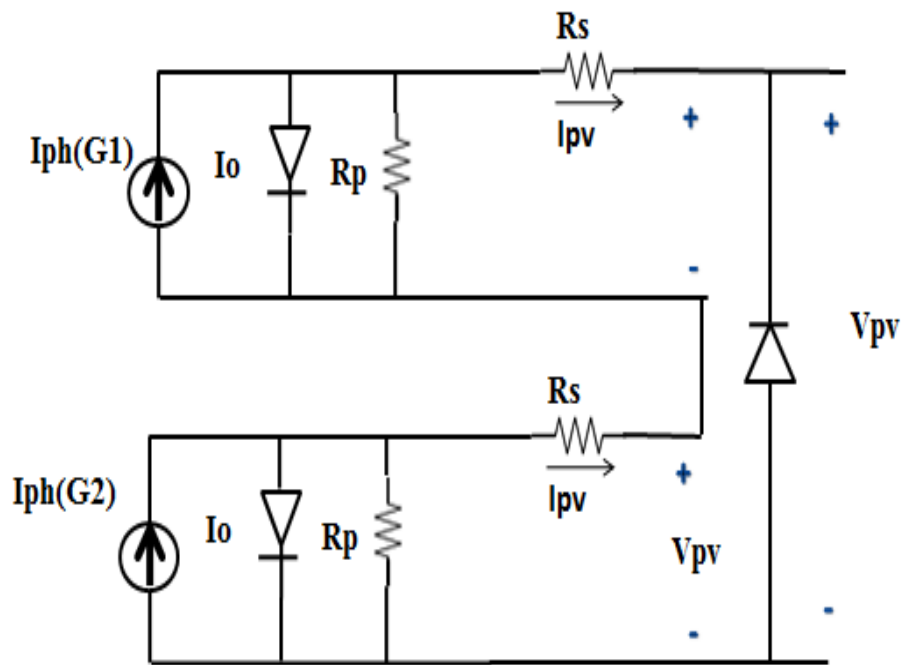 Rs
Ipv
+
+
Iph(G1)
Io
Rp
-
Vpv
Rs
Ipv
+
Iph(G2)
Io
Rp
Vpv
-
-